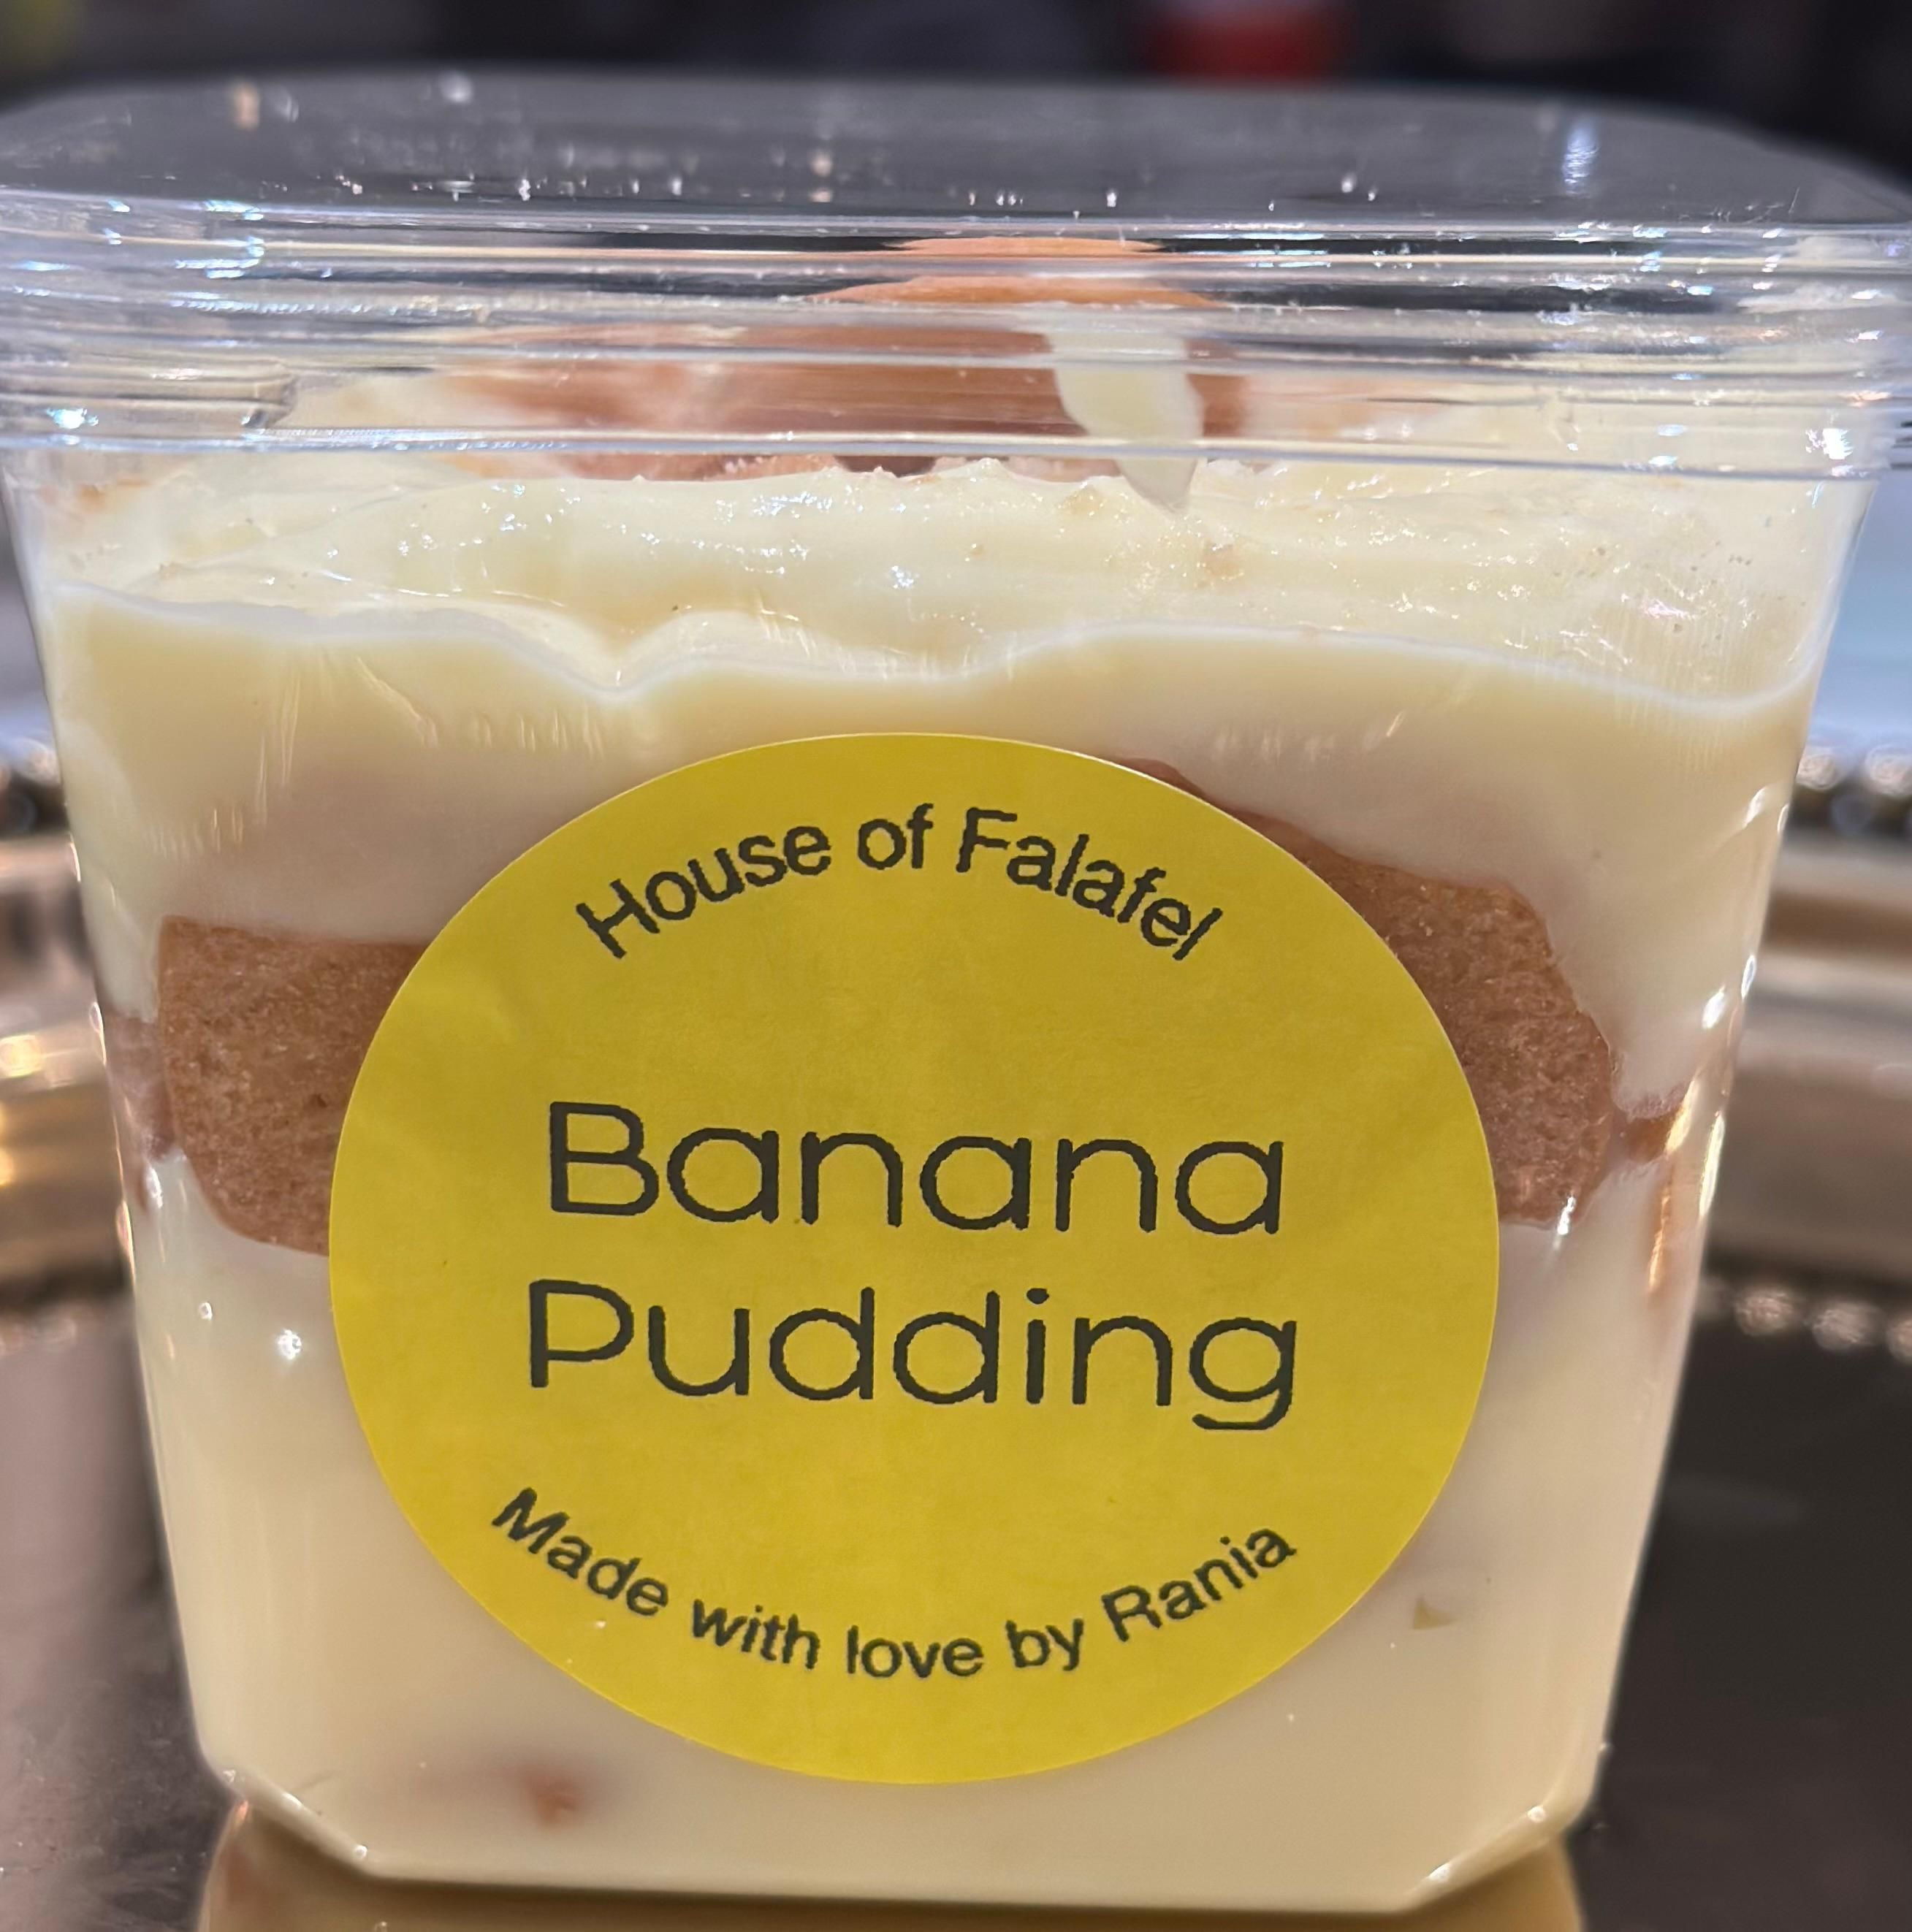 House of Falafel
Banana
Pudding
Made with love by Rania